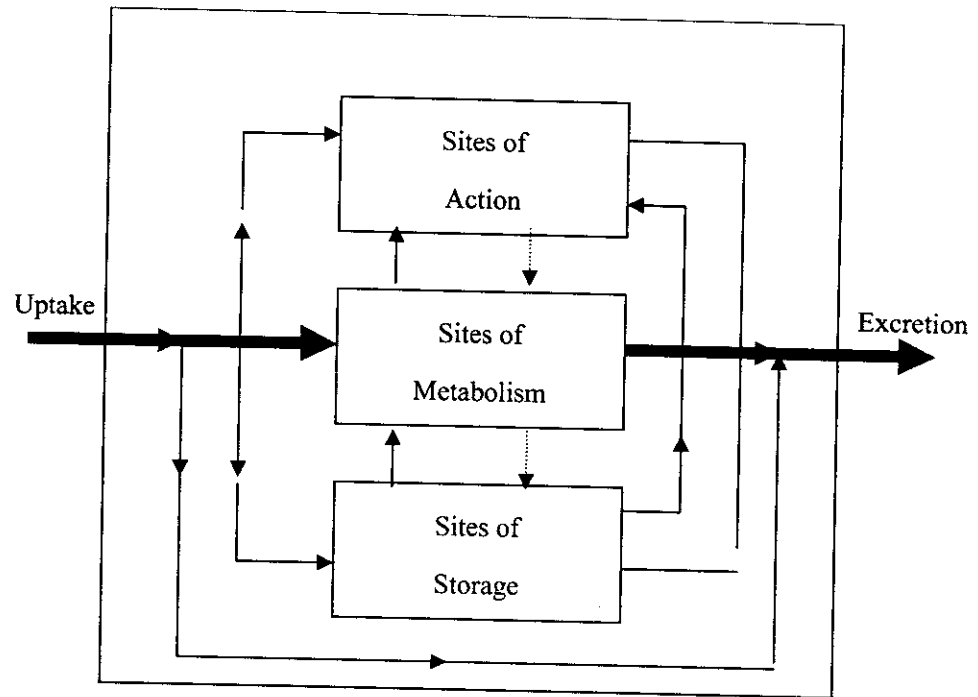 Sites of
Action
Uptake
Sites of
Metabolism
Excretion
Sites of
Storage